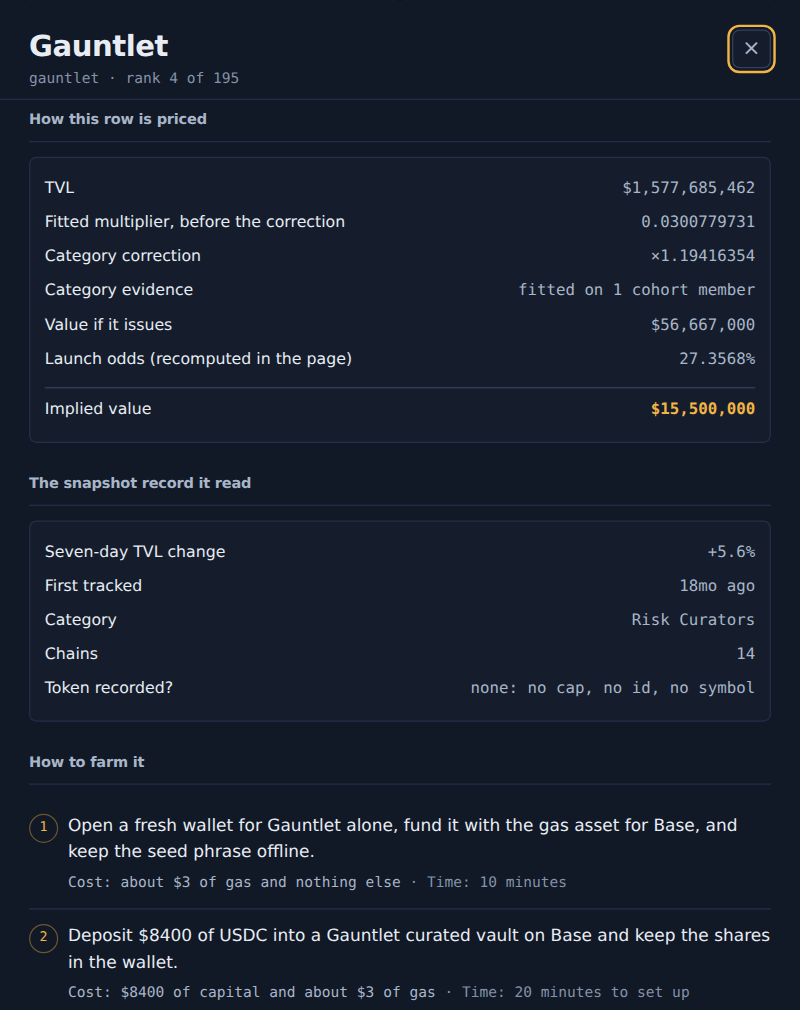 Gauntlet
gauntlet · rank 4 of 195
×
How this row is priced
TVL $1,577,685,462
Fitted multiplier, before the correction 0.0300779731
Category correction ×1.19416354
Category evidence fitted on 1 cohort member
Value if it issues $56,667,000
Launch odds (recomputed in the page) 27.3568%
Implied value $15,500,000
The snapshot record it read
Seven-day TVL change +5.6%
First tracked 18mo ago
Category Risk Curators
Chains 14
Token recorded? none: no cap, no id, no symbol
How to farm it
1 Open a fresh wallet for Gauntlet alone, fund it with the gas asset for Base, and
keep the seed phrase offline.
Cost: about $3 of gas and nothing else · Time: 10 minutes
2 Deposit $8400 of USDC into a Gauntlet curated vault on Base and keep the shares
in the wallet.
Cost: $8400 of capital and about $3 of gas · Time: 20 minutes to set up